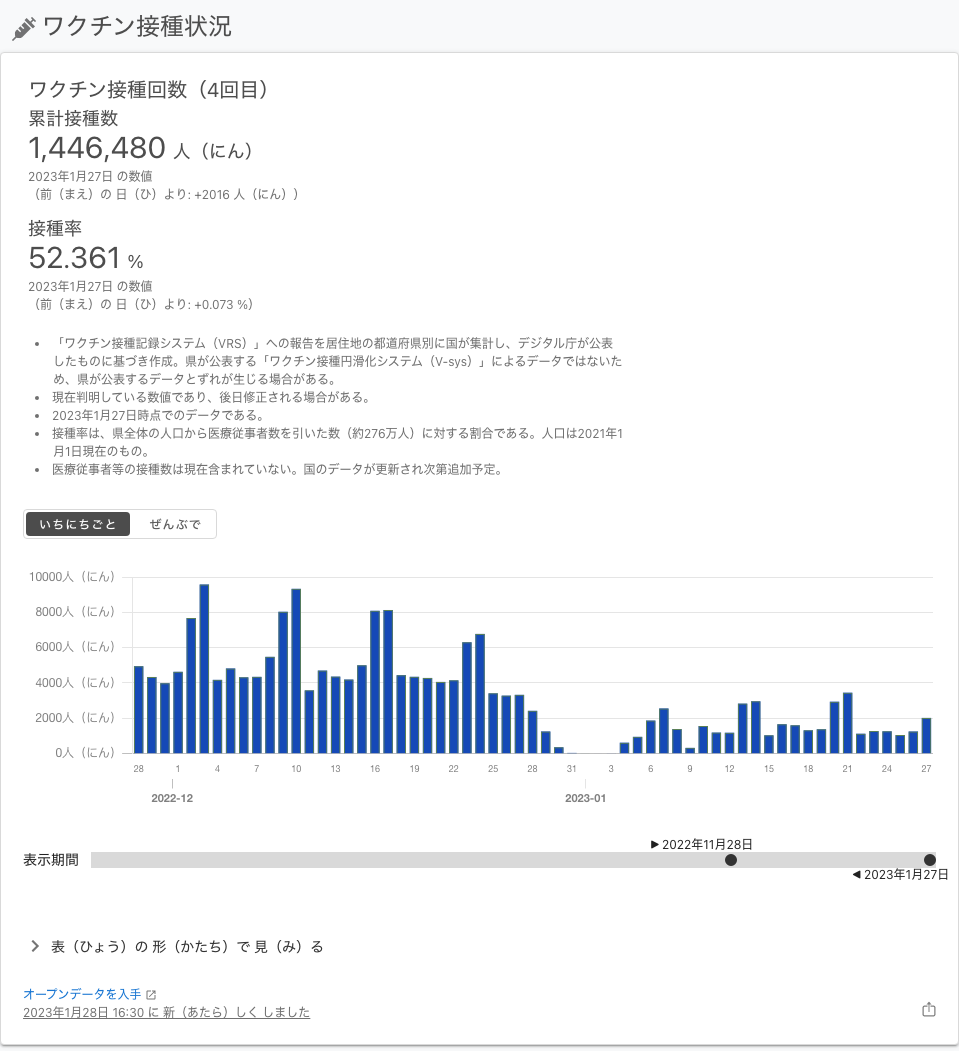 ワクチン接種状況
ワクチン接種回数（4回目）
累計接種数
1,446,480 人（にん）
2023年1月27日 の数値
（前（まえ）の 日（ひ）より: +2016 人（にん））
接種率
52.361 %
2023年1月27日 の数値
（前（まえ）の 日（ひ）より: +0.073 %）
• 「ワクチン接種記録システム（VRS）」への報告を居住地の都道府県別に国が集計し、デジタル庁が公表
したものに基づき作成。県が公表する「ワクチン接種円滑化システム（V-sys）」によるデータではないた
め、県が公表するデータとずれが生じる場合がある。
• 現在判明している数値であり、後日修正される場合がある。
• 2023年1月27日時点でのデータである。
• 接種率は、県全体の人口から医療従事者数を引いた数（約276万人）に対する割合である。人口は2021年1
月1日現在のもの。
• 医療従事者等の接種数は現在含まれていない。国のデータが更新され次第追加予定。
いちにちごと ぜんぶで
10000人（にん）
8000人（にん）
6000人（にん）
4000人（にん）
2000人（にん）
0人（にん）
28 1 4 7 10 13 16 19 22 25 28 31 3 6 9 12 15 18 21 24 27
2022-12 2023-01
▶ 2022年11月28日
表示期間
◀ 2023年1月27日
表（ひょう）の 形（かたち）で 見（み）る
オープンデータを入手
2023年1月28日 16:30 に 新（あたら）しく しました